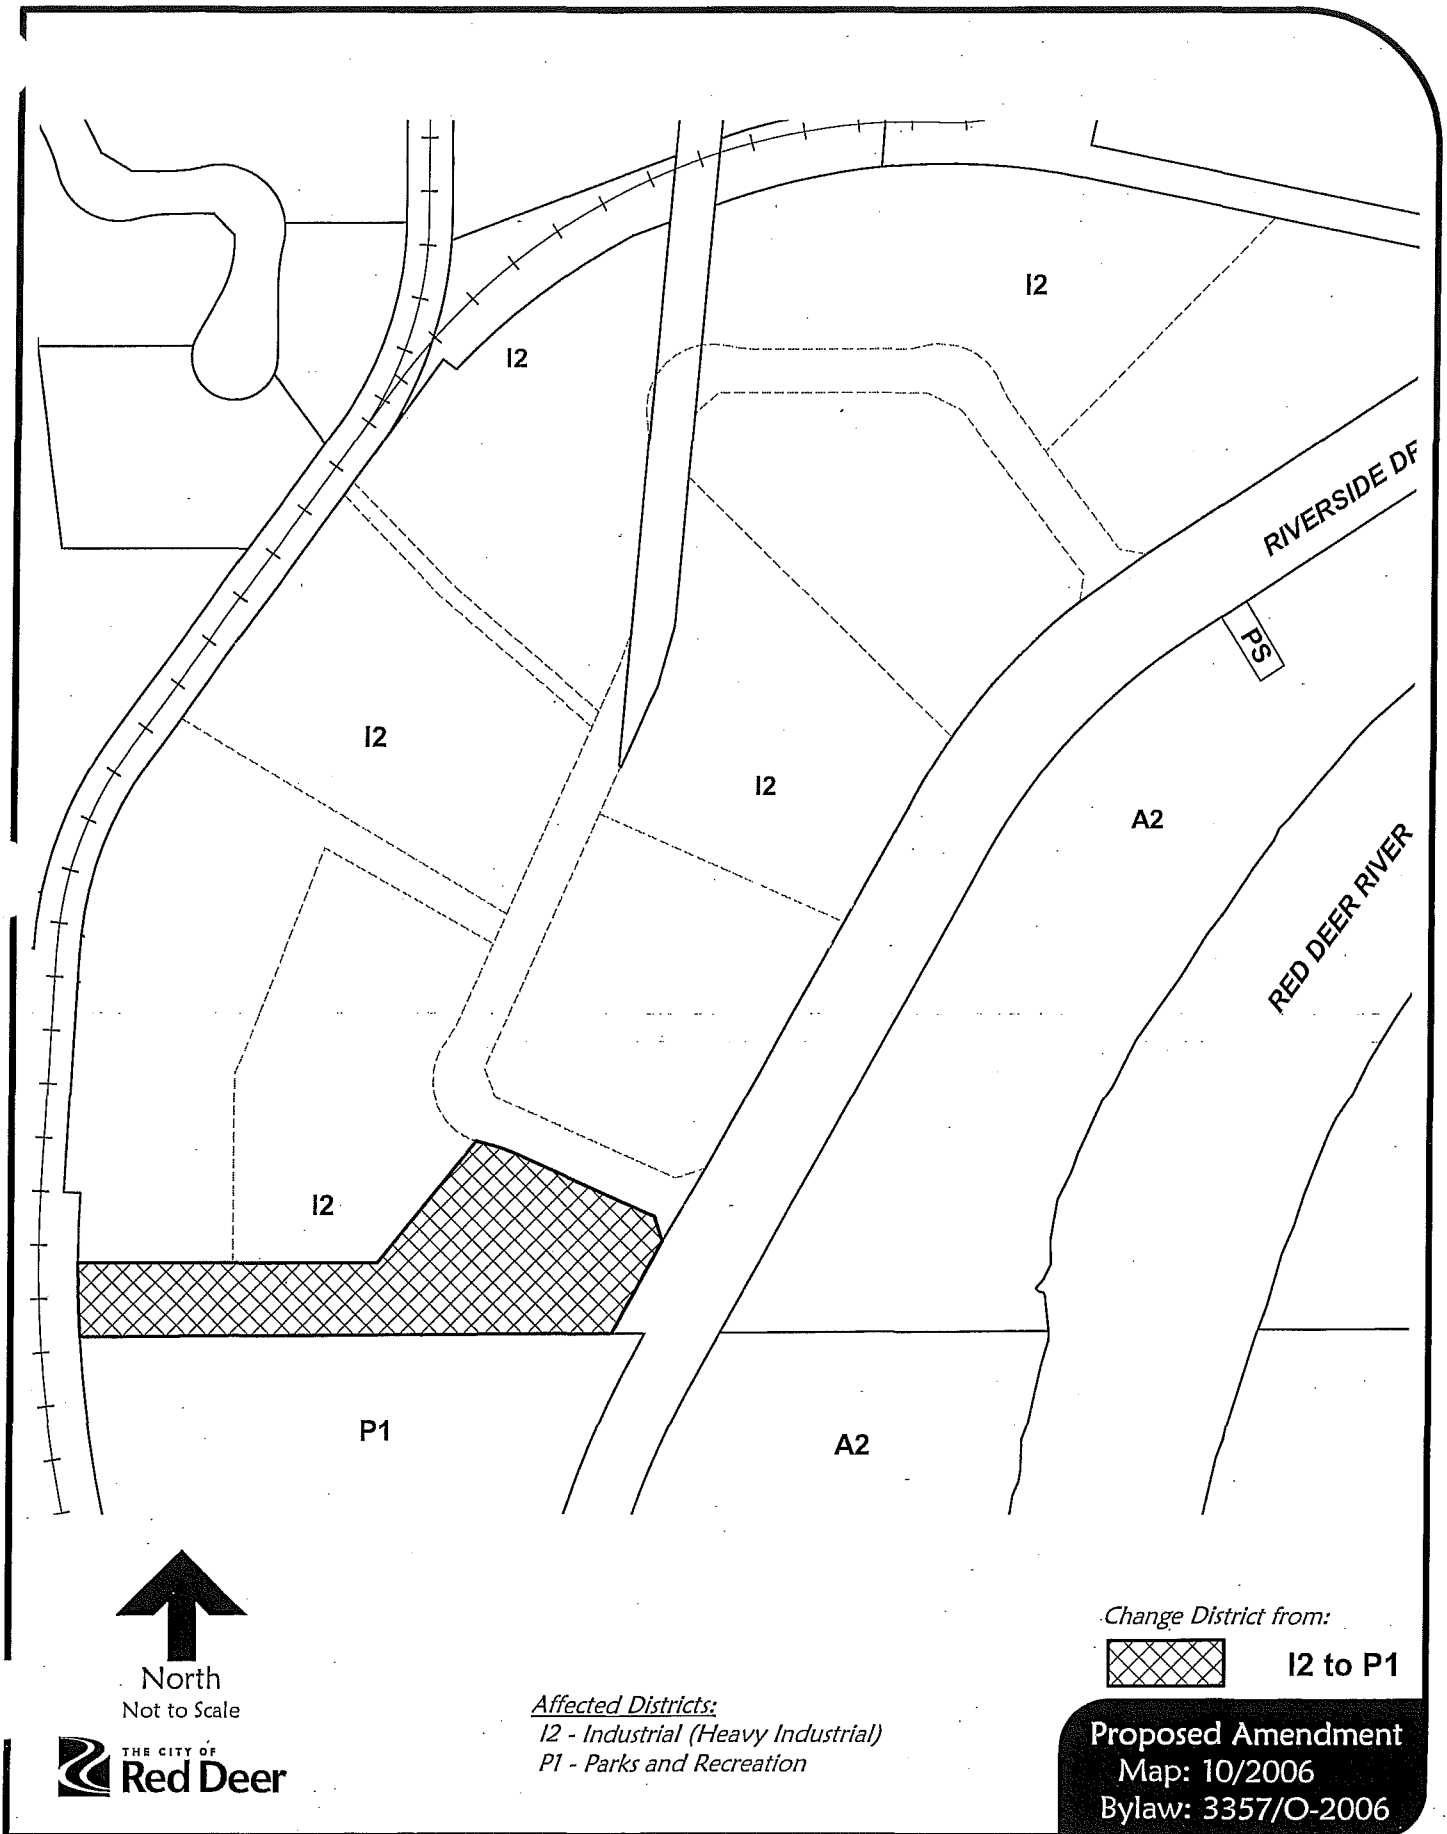 I2
I2
RIVERSIDE
PS
I2
I2
A2
RED DEER RIVER
I2
P1
A2
North
Not to Scale
THE CITY OF
Red Deer
Affected Districts:
I2 - Industrial (Heavy Industrial)
P1 - Parks and Recreation
Change District from:
I2 to P1
Proposed Amendment
Map: 10/2006
Bylaw: 3357/O-2006